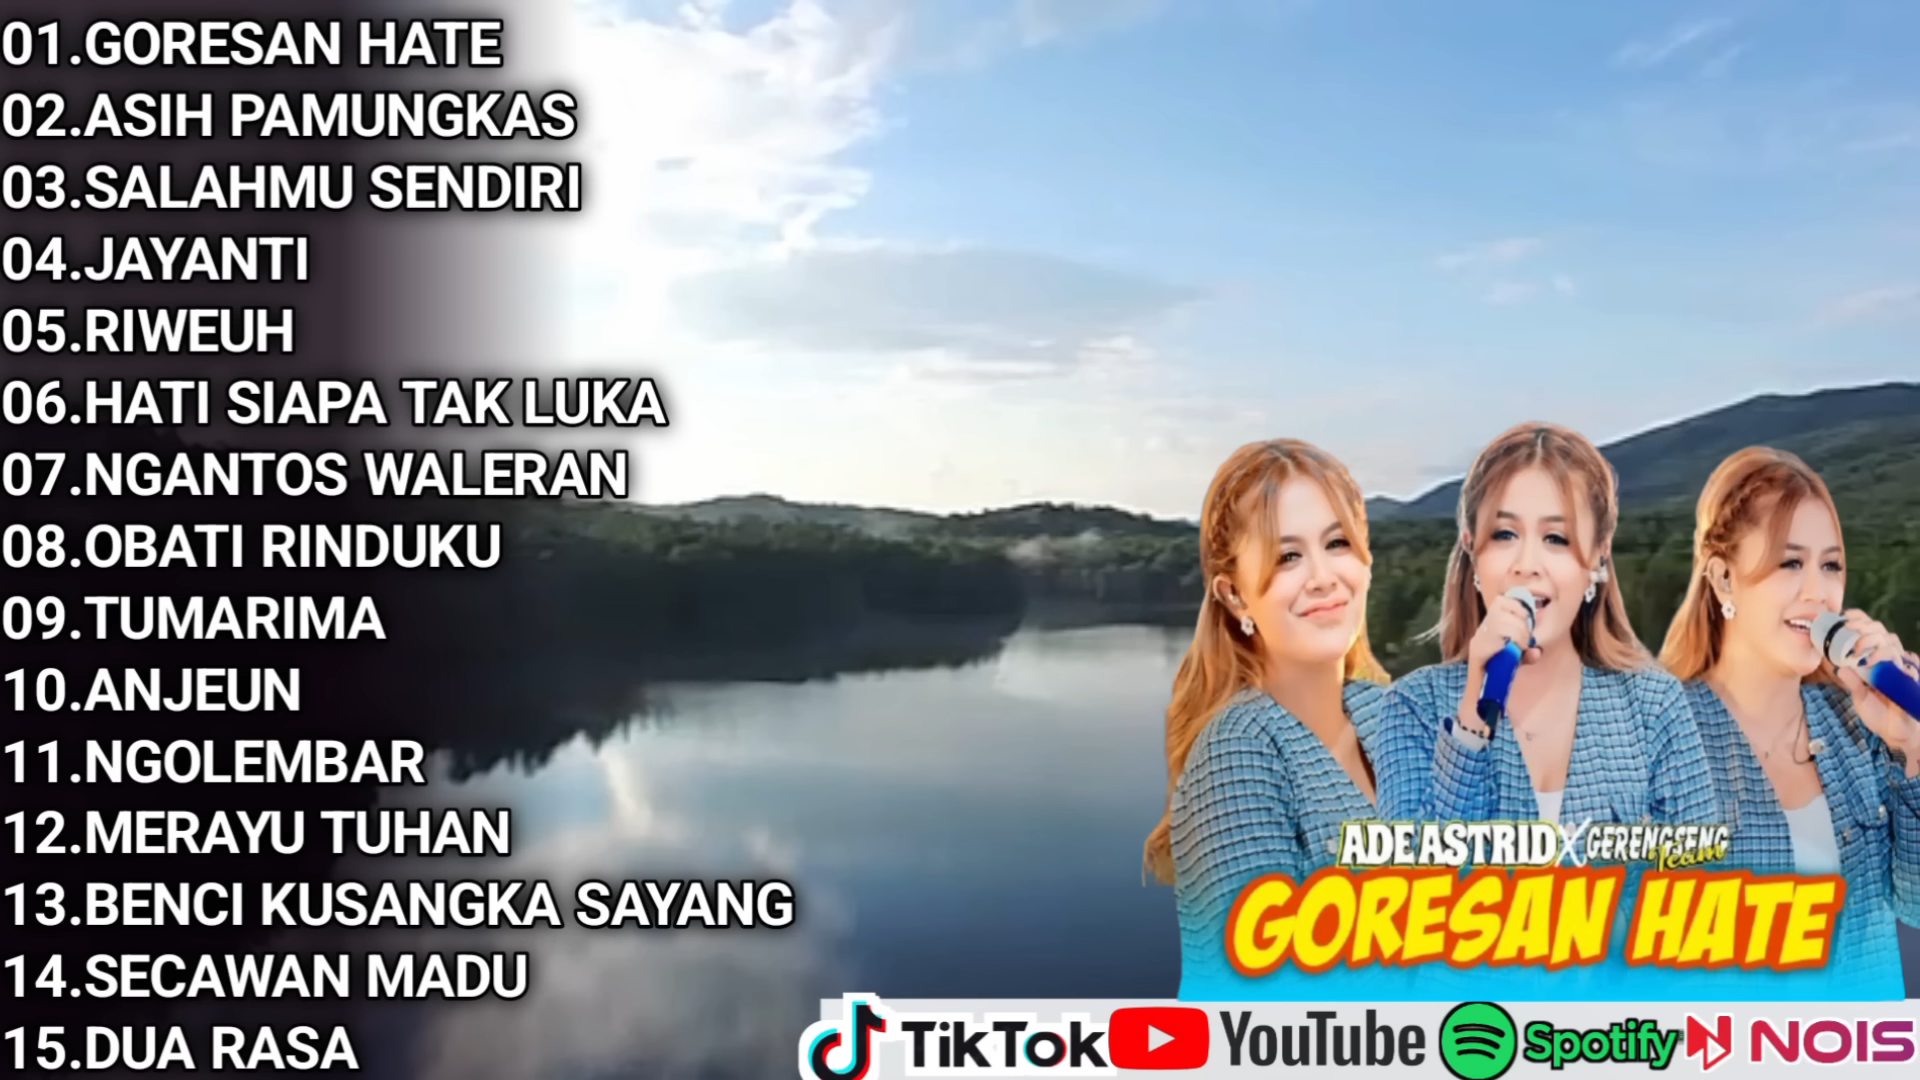 01.GORESAN HATE
02.ASIH PAMUNGKAS
03.SALAHMU SENDIRI
04.JAYANTI
05.RIWEUH
06.HATI SIAPA TAK LUKA
07.NGANTOS WALERAN
08.OBATI RINDUKU
09.TUMARIMA
10.ANJEUN
11.NGOLEMBAR
12.MERAYU TUHAN
13.BENCI KUSANGKA SAYANG
14.SECAWAN MADU
15.DUA RASA
ADE ASTRID X GERENGSENG Team
GORESAN HATE
TikTok YouTube Spotify NOIS